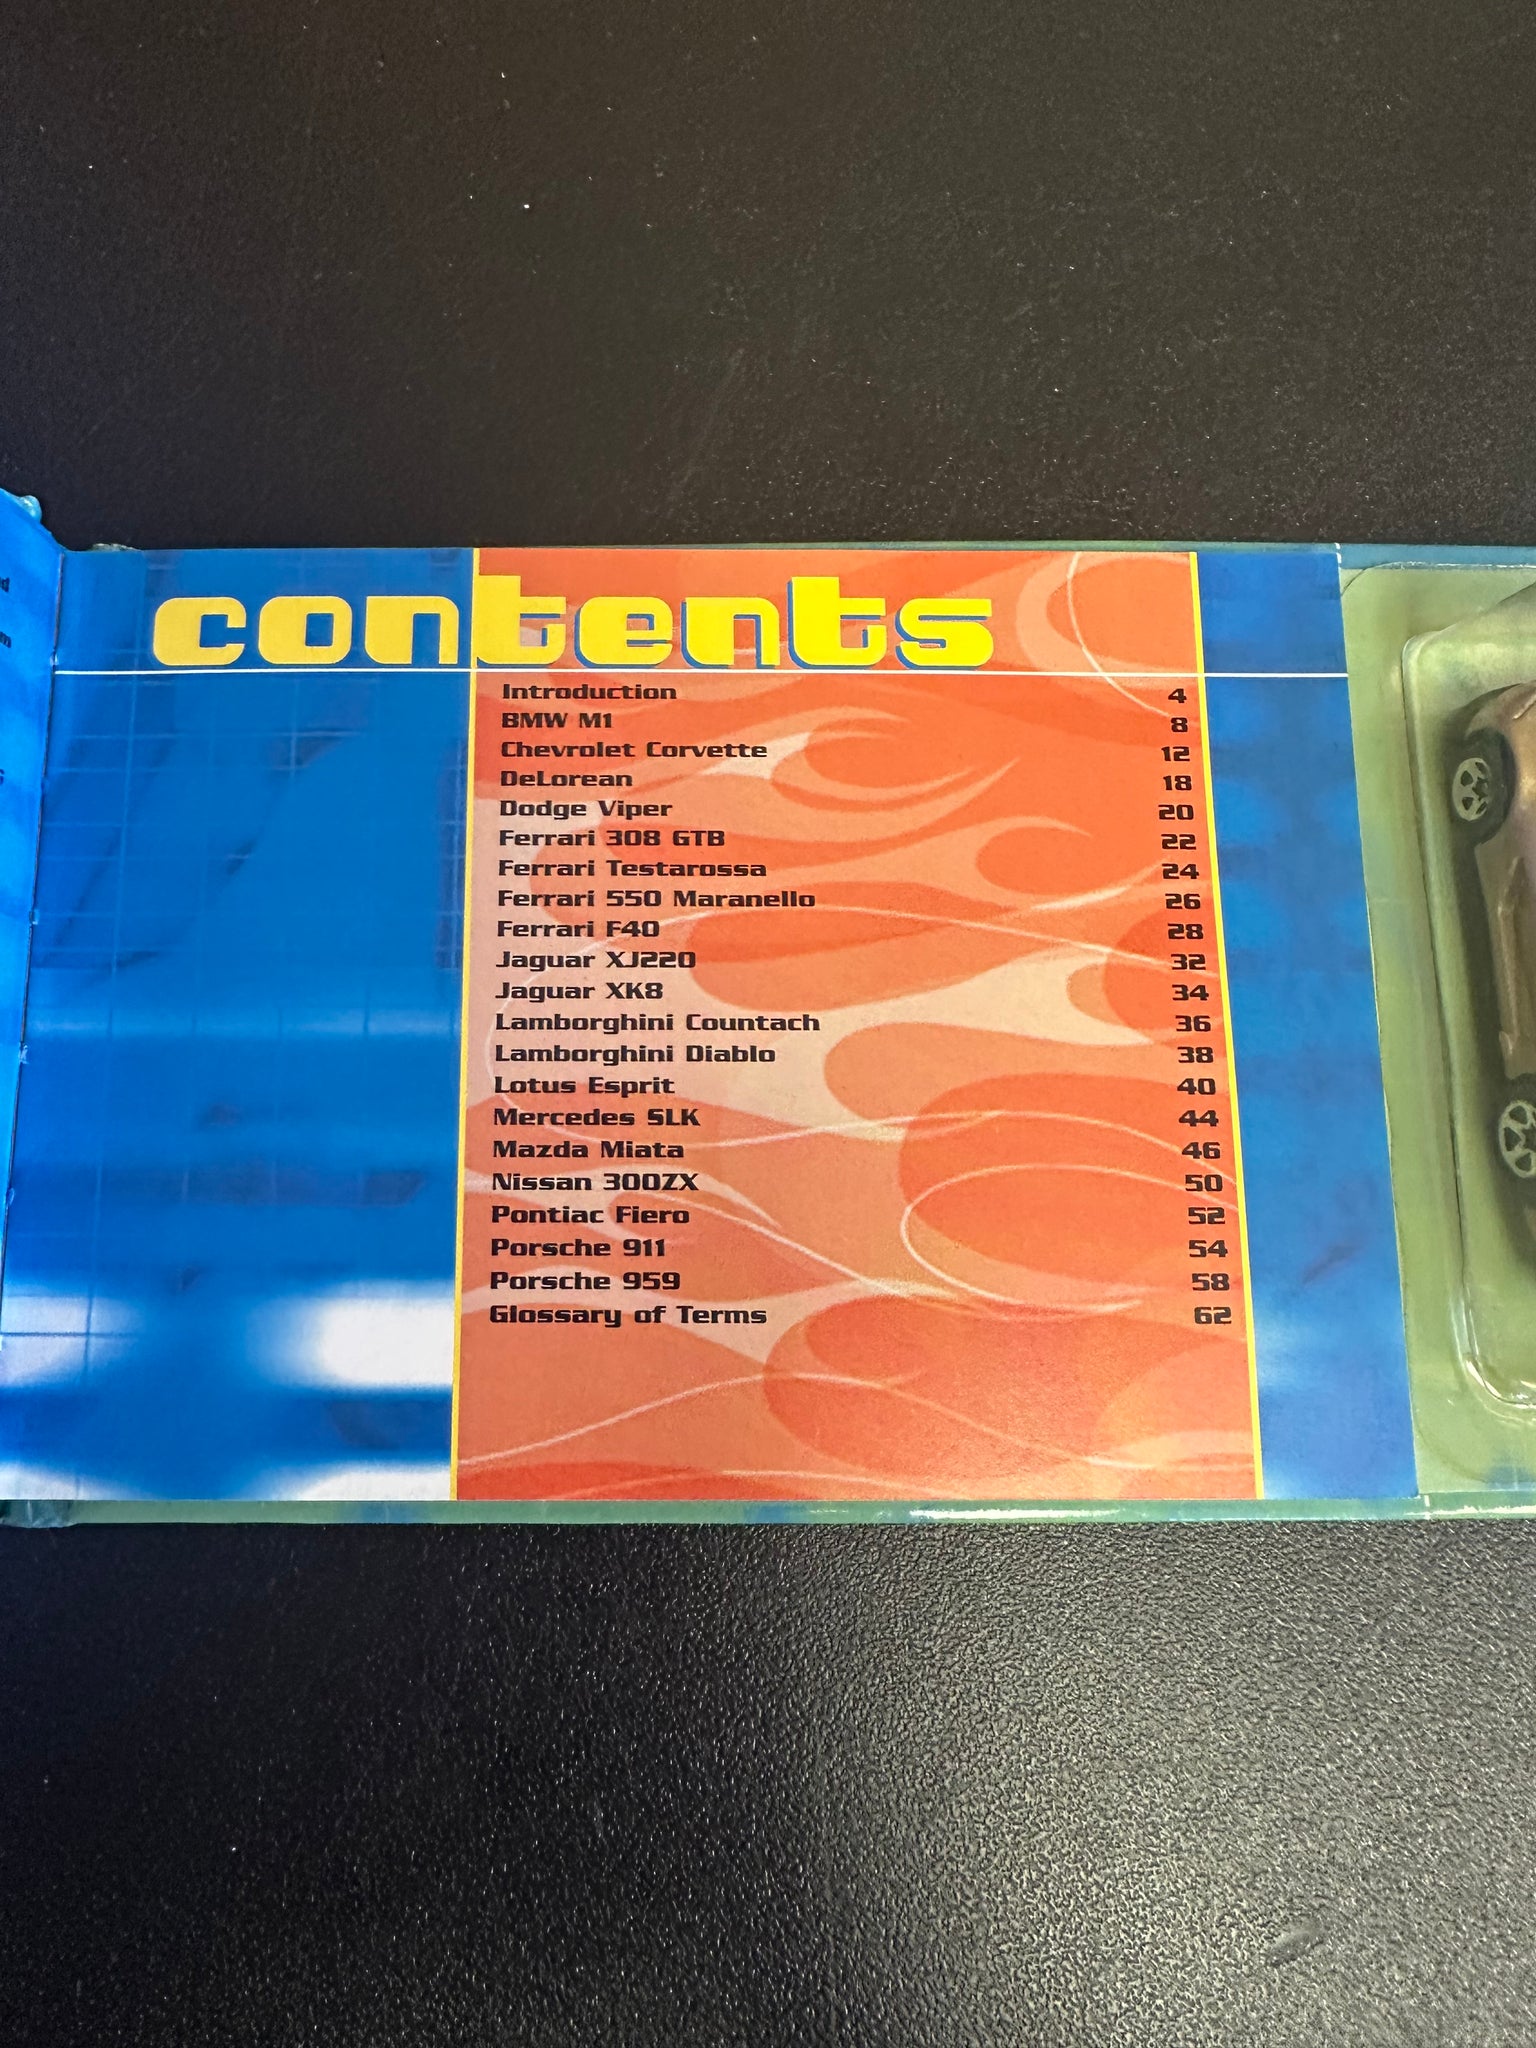 contents
Introduction 4
BMW M1 8
Chevrolet Corvette 12
DeLorean 18
Dodge Viper 20
Ferrari 308 GTB 22
Ferrari Testarossa 24
Ferrari 550 Maranello 26
Ferrari F40 28
Jaguar XJ220 32
Jaguar XK8 34
Lamborghini Countach 36
Lamborghini Diablo 38
Lotus Esprit 40
Mercedes SLK 44
Mazda Miata 46
Nissan 300ZX 50
Pontiac Fiero 52
Porsche 911 54
Porsche 959 58
Glossary of Terms 62